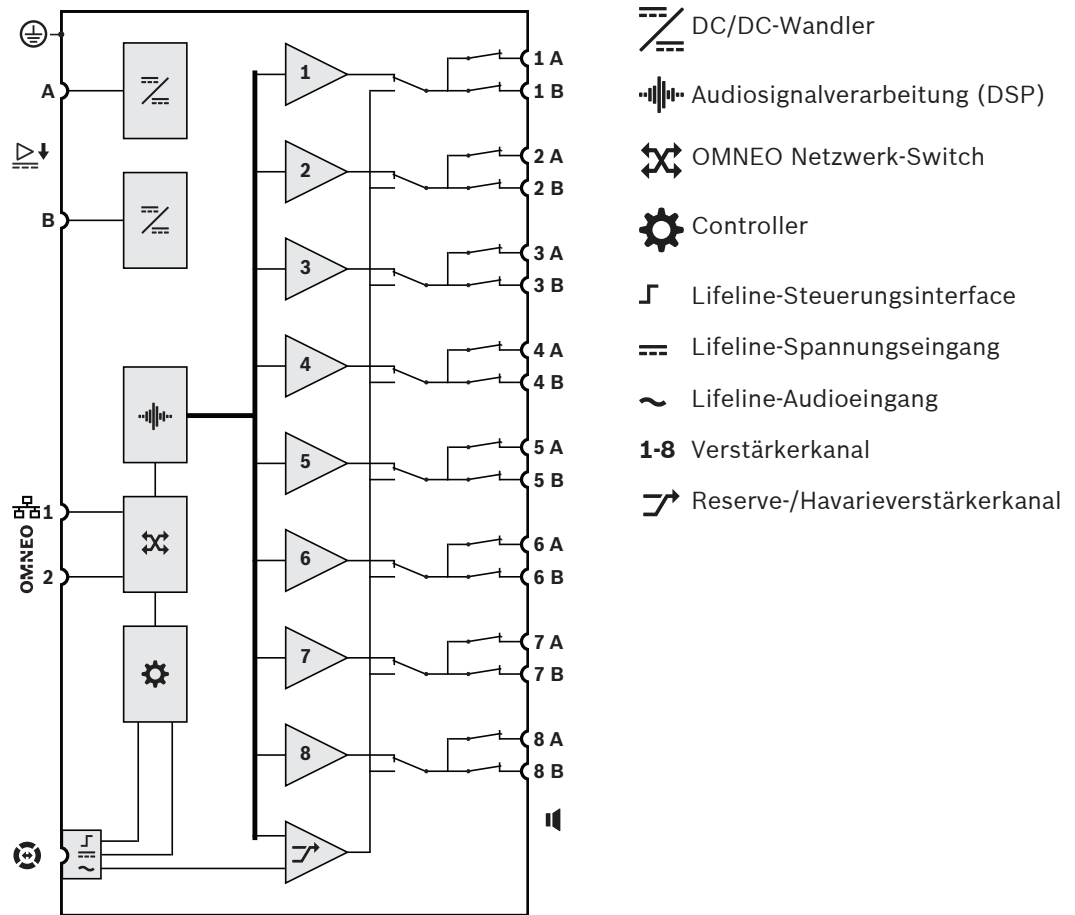 A
B
OMNEO
1
2
1
2
3
4
5
6
7
8
1 A
1 B
2 A
2 B
3 A
3 B
4 A
4 B
5 A
5 B
6 A
6 B
7 A
7 B
8 A
8 B
DC/DC-Wandler
Audiosignalverarbeitung (DSP)
OMNEO Netzwerk-Switch
Controller
Lifeline-Steuerungsinterface
Lifeline-Spannungseingang
Lifeline-Audioeingang
1-8 Verstärkerkanal
Reserve-/Havarieverstärkerkanal